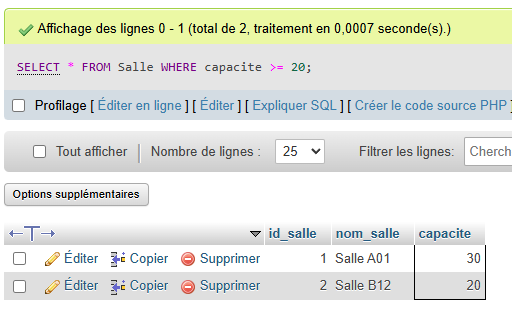 Affichage des lignes 0 - 1 (total de 2, traitement en 0,0007 seconde(s).)
SELECT * FROM Salle WHERE capacite >= 20;
Profilage [ Éditer en ligne ] [ Éditer ] [ Expliquer SQL ] [ Créer le code source PHP ]
Tout afficher Nombre de lignes : 25 Filtrer les lignes: Cherch
Options supplémentaires
id_salle nom_salle capacite
Éditer Copier Supprimer 1 Salle A01 30
Éditer Copier Supprimer 2 Salle B12 20